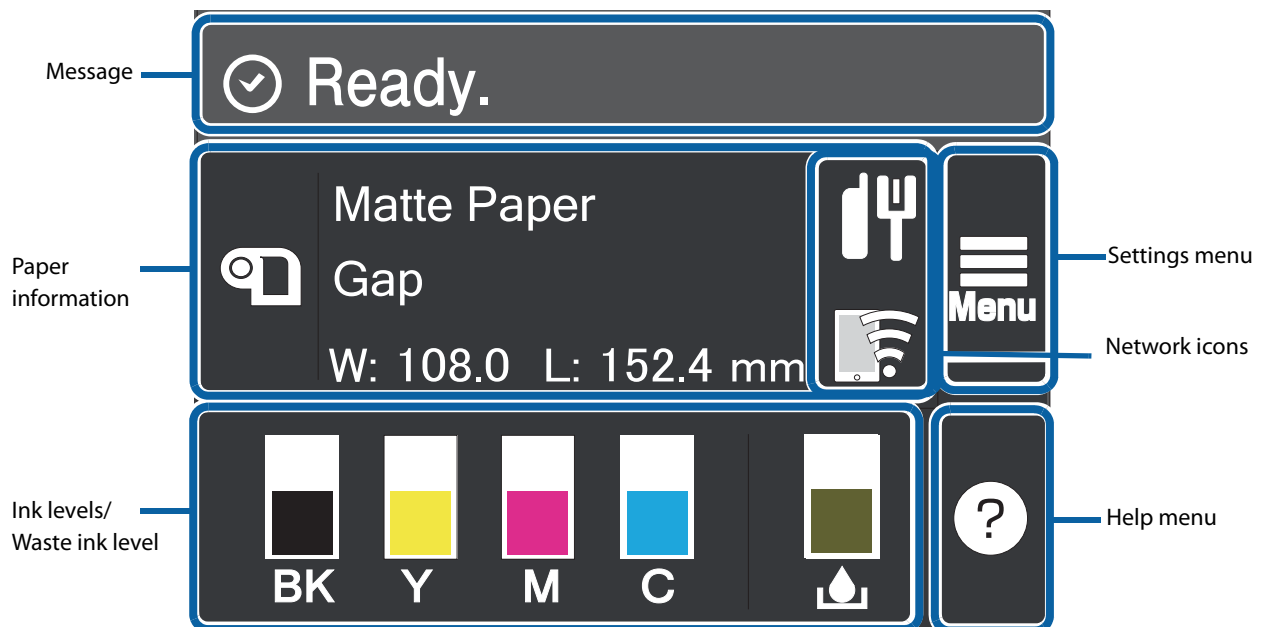 Message
Ready.
Paper
information
Matte Paper
Gap
W: 108.0 L: 152.4 mm
Menu
Settings menu
Network icons
Ink levels/
Waste ink level
BK Y M C
?
Help menu